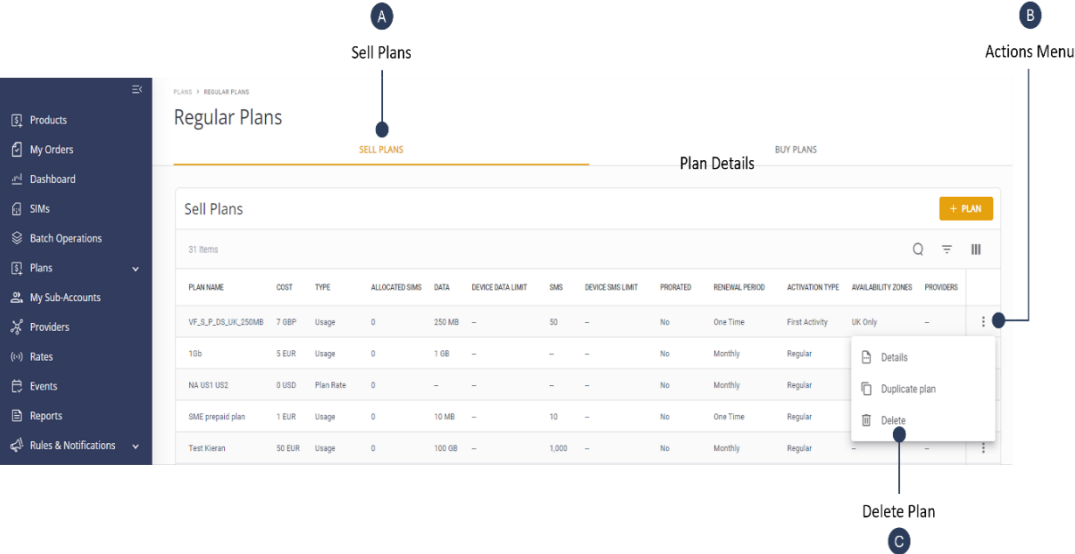 A
B
Sell Plans
Actions Menu
PLANS > REGULAR PLANS
Regular Plans
Products
My Orders
Dashboard
SIMs
Batch Operations
Plans
My Sub-Accounts
Providers
Rates
Events
Reports
Rules & Notifications
SELL PLANS
BUY PLANS
Plan Details
Sell Plans
+ PLAN
31 Items
PLAN NAME COST TYPE ALLOCATED SIMS DATA DEVICE DATA LIMIT SMS DEVICE SMS LIMIT PRORATED RENEWAL PERIOD ACTIVATION TYPE AVAILABILITY ZONES PROVIDERS
VF_S_P_DS_UK_250MB 7 GBP Usage 0 250 MB – 50 – No One Time First Activity UK Only –
1Gb 5 EUR Usage 0 1 GB – – – No Monthly Regular
NA US1 US2 0 USD Plan Rate 0 – – – – No Monthly Regular
SME prepaid plan 1 EUR Usage 0 10 MB – 10 – No One Time Regular
Test Kieran 50 EUR Usage 0 100 GB – 1,000 – No Monthly Regular – –
Details
Duplicate plan
Delete
Delete Plan
C